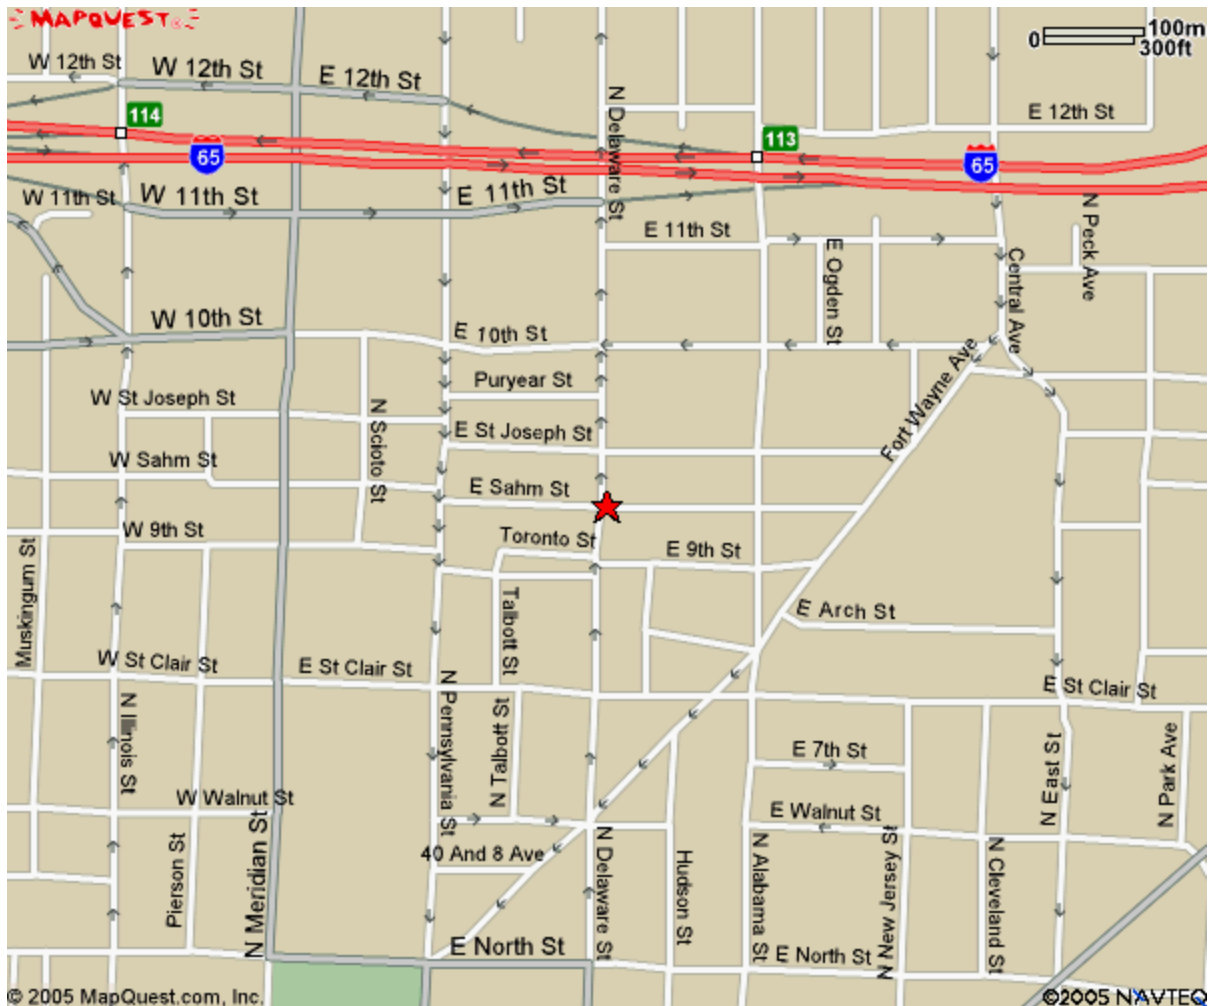 MAPQUEST®
0 100m
300ft
W 12th St
W 12th St
E 12th St
N Delaware St
E 12th St
114
113
65
65
W 11th St
W 11th St
E 11th St
E 11th St
E Ogden St
Central Ave
N Peck Ave
W 10th St
E 10th St
Puryear St
Fort Wayne Ave
W St Joseph St
N Scioto St
E St Joseph St
W Sahm St
E Sahm St
W 9th St
Toronto St
E 9th St
Muskingum St
Talbott St
E Arch St
W St Clair St
E St Clair St
E St Clair St
N Illinois St
N Pennsylvania St
N Talbott St
E 7th St
N East St
N Park Ave
W Walnut St
E Walnut St
Pierson St
N Meridian St
40 And 8 Ave
N Delaware St
Hudson St
N Alabama St
N New Jersey St
N Cleveland St
E North St
E North St
© 2005 MapQuest.com, Inc.
©2005 NAVTEQ